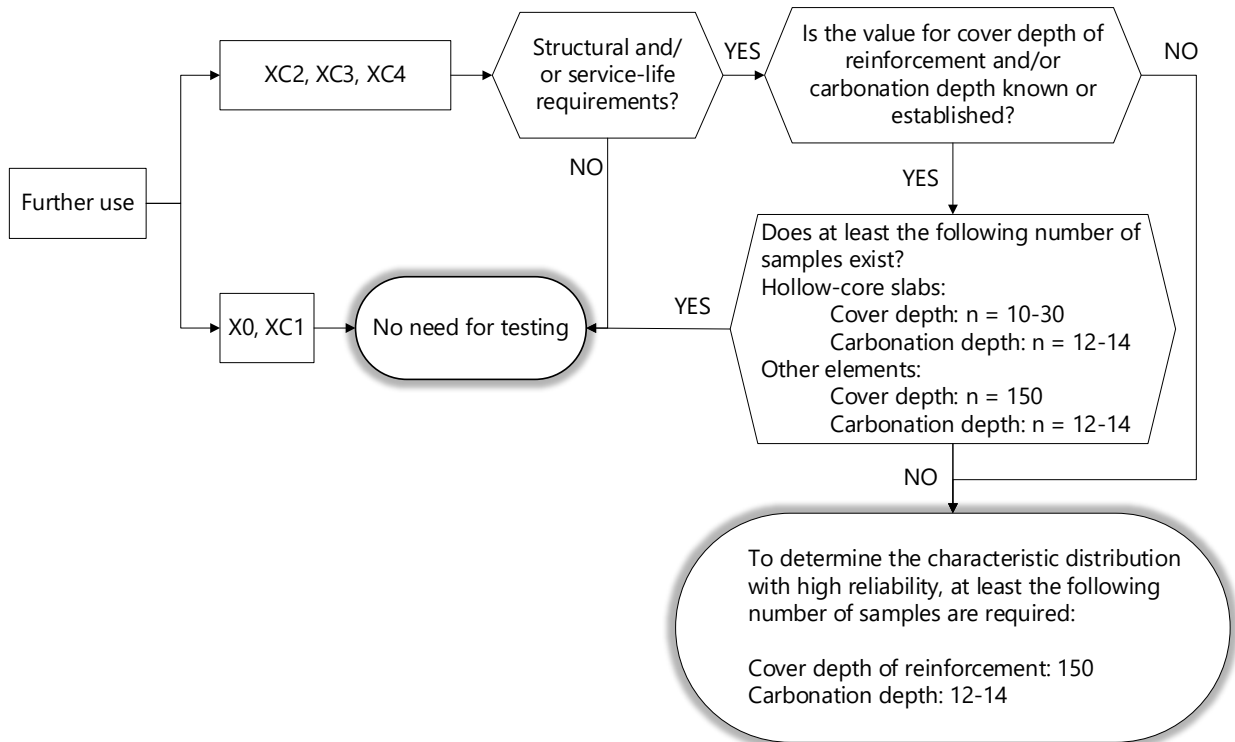 XC2, XC3, XC4
Structural and/
or service-life
requirements?
YES
Is the value for cover depth of
reinforcement and/or
carbonation depth known or
established?
NO
NO
YES
Further use
Does at least the following number of
samples exist?
Hollow-core slabs:
Cover depth: n = 10-30
Carbonation depth: n = 12-14
Other elements:
Cover depth: n = 150
Carbonation depth: n = 12-14
X0, XC1
No need for testing
YES
NO
To determine the characteristic distribution
with high reliability, at least the following
number of samples are required:
Cover depth of reinforcement: 150
Carbonation depth: 12-14